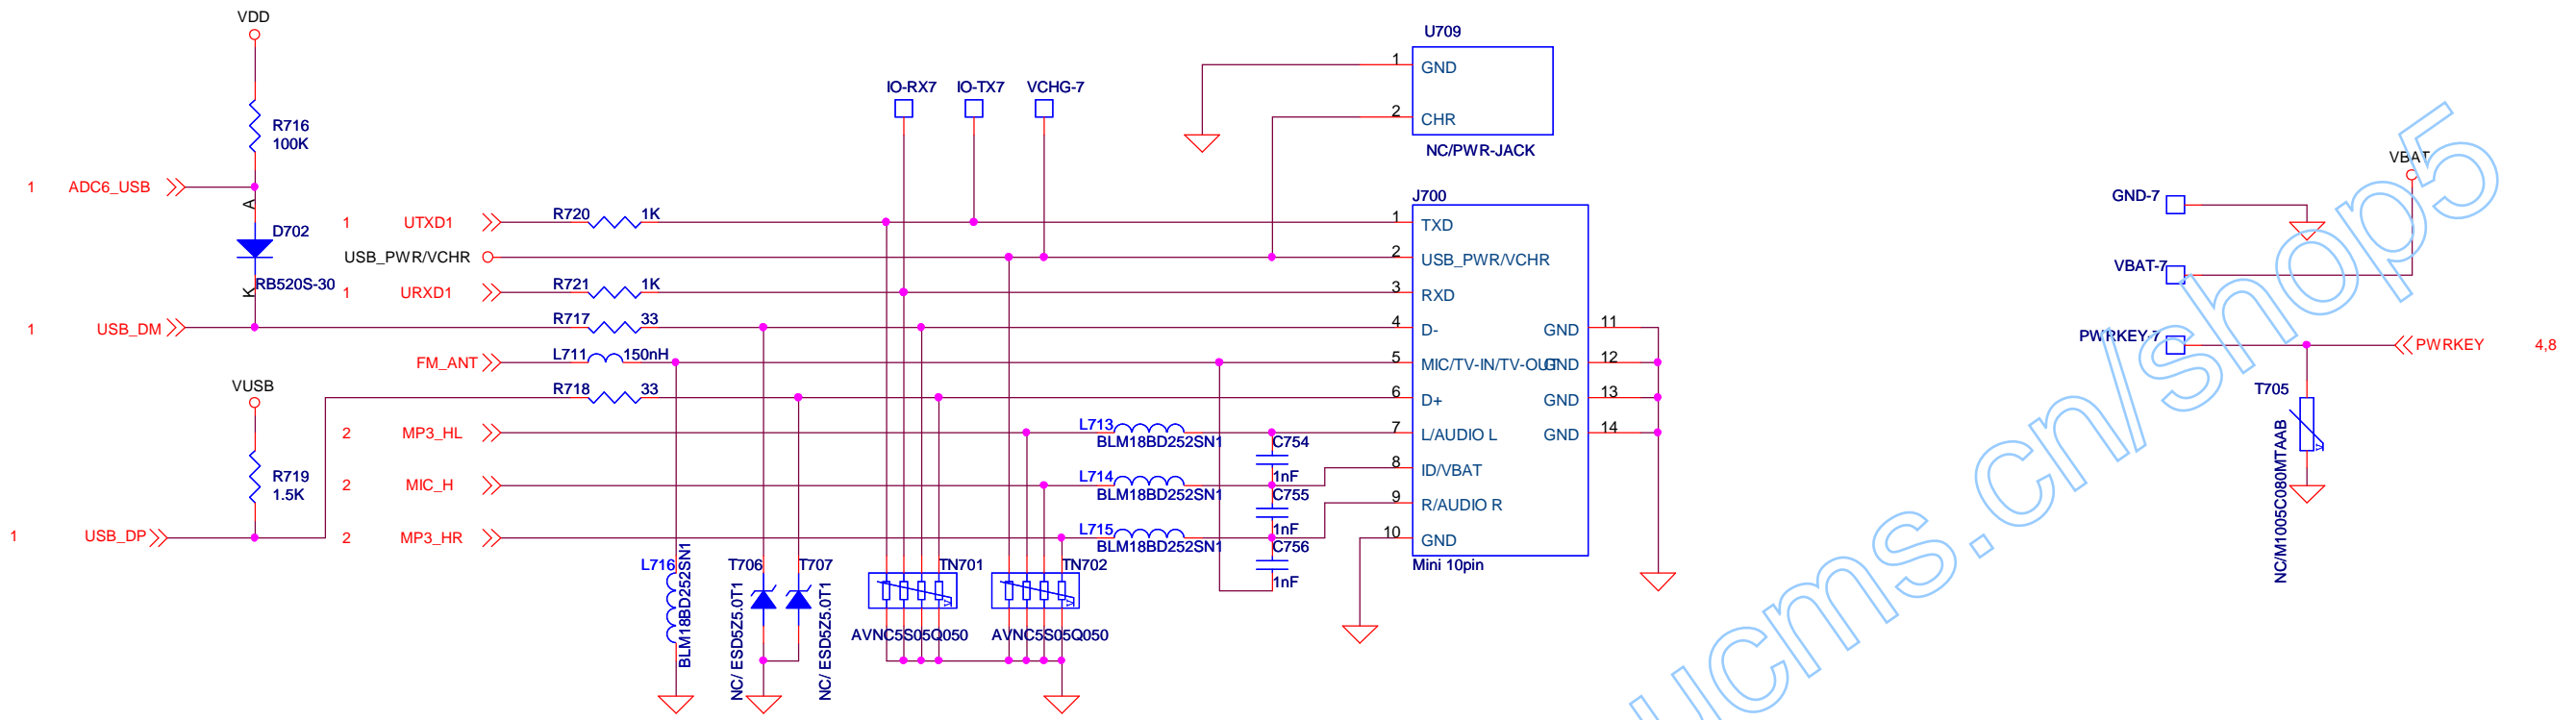 VDD
R716
100K
1 ADC6_USB
A
D702
K
RB520S-30
1 USB_DM
VUSB
R719
1.5K
1 USB_DP
IO-RX7 IO-TX7 VCHG-7
1 UTXD1 R720 1K
USB_PWR/VCHR
1 URXD1 R721 1K
R717 33
FM_ANT L711 150nH
R718 33
2 MP3_HL
2 MIC_H
2 MP3_HR
L713
BLM18BD252SN1
L714
BLM18BD252SN1
L715
BLM18BD252SN1
C754
1nF
C755
1nF
C756
1nF
L716
BLM18BD252SN1
T706
NC/ ESD5Z5.0T1
T707
NC/ ESD5Z5.0T1
TN701
V
AVNC5S05Q050
TN702
V
AVNC5S05Q050
U709
1 GND
2 CHR
NC/PWR-JACK
J700
1 TXD
2 USB_PWR/VCHR
3 RXD
4 D-
5 MIC/TV-IN/TV-OUT
6 D+
7 L/AUDIO L
8 ID/VBAT
9 R/AUDIO R
10 GND
GND 11
GND 12
GND 13
GND 14
Mini 10pin
VBAT
GND-7
VBAT-7
PWRKEY-7
PWRKEY 4,8
T705
V
NC/M1005C080MTAAB
ucms.cn/shop5